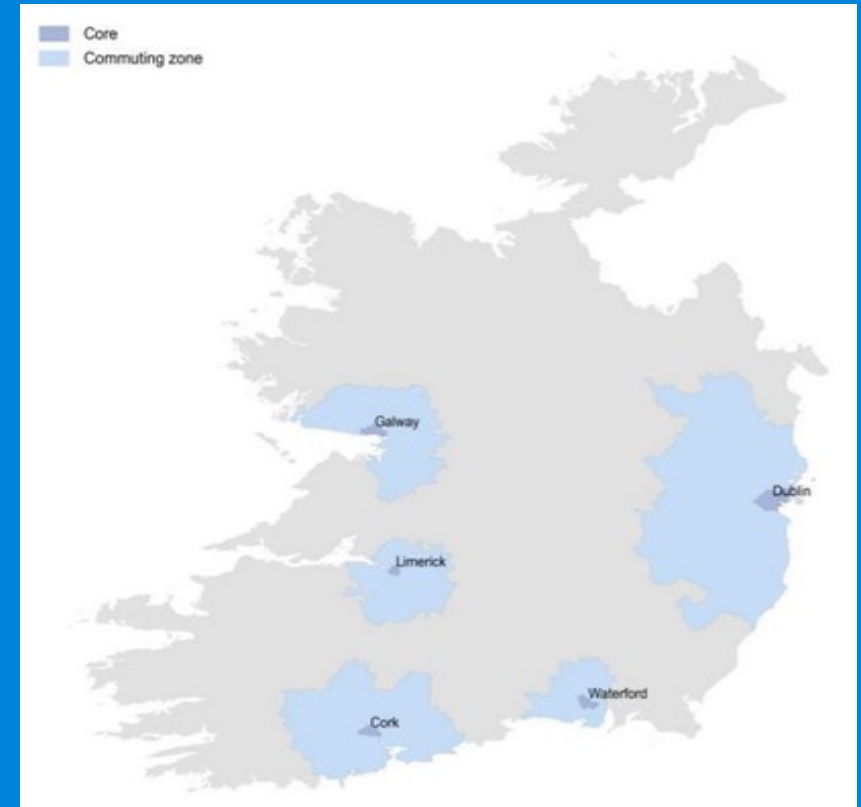 Core
Commuting zone
Galway
Dublin
Limerick
Waterford
Cork